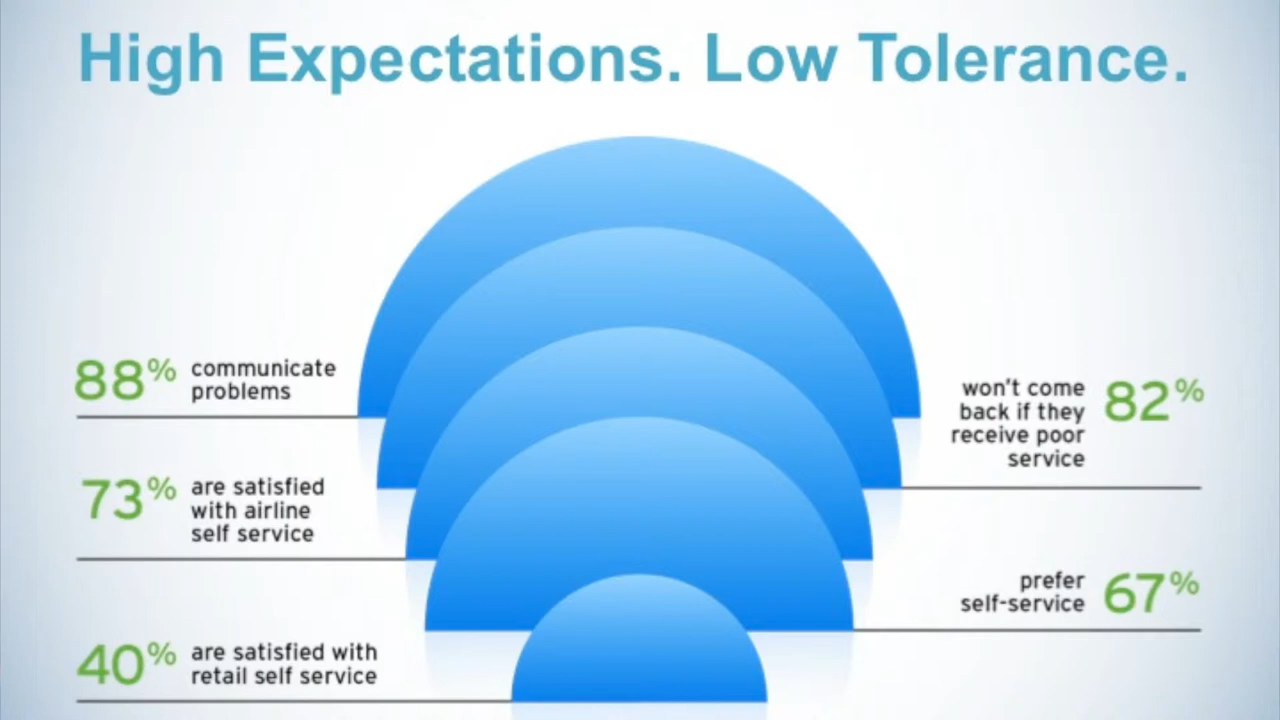 High Expectations. Low Tolerance.
88% communicate
problems
won't come
back if they
receive poor
service
82%
73% are satisfied
with airline
self service
prefer
self-service
67%
40% are satisfied with
retail self service